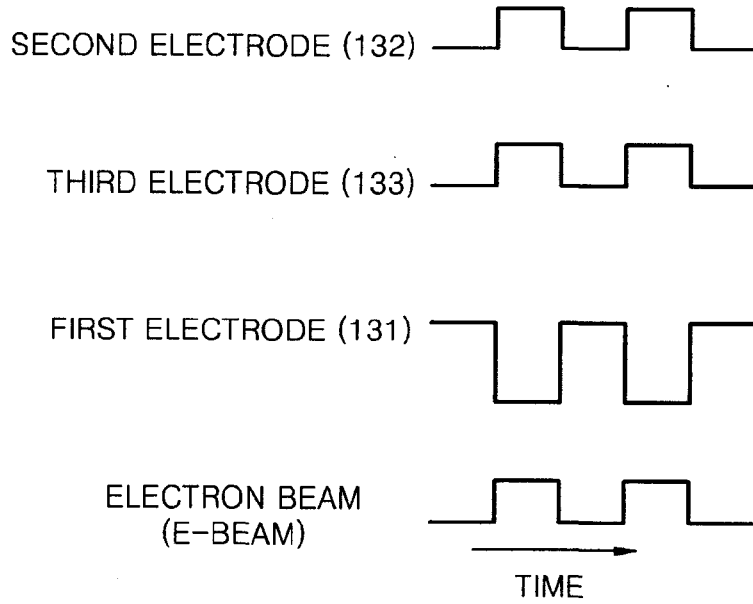 SECOND ELECTRODE (132)
THIRD ELECTRODE (133)
FIRST ELECTRODE (131)
ELECTRON BEAM
(E-BEAM)
TIME